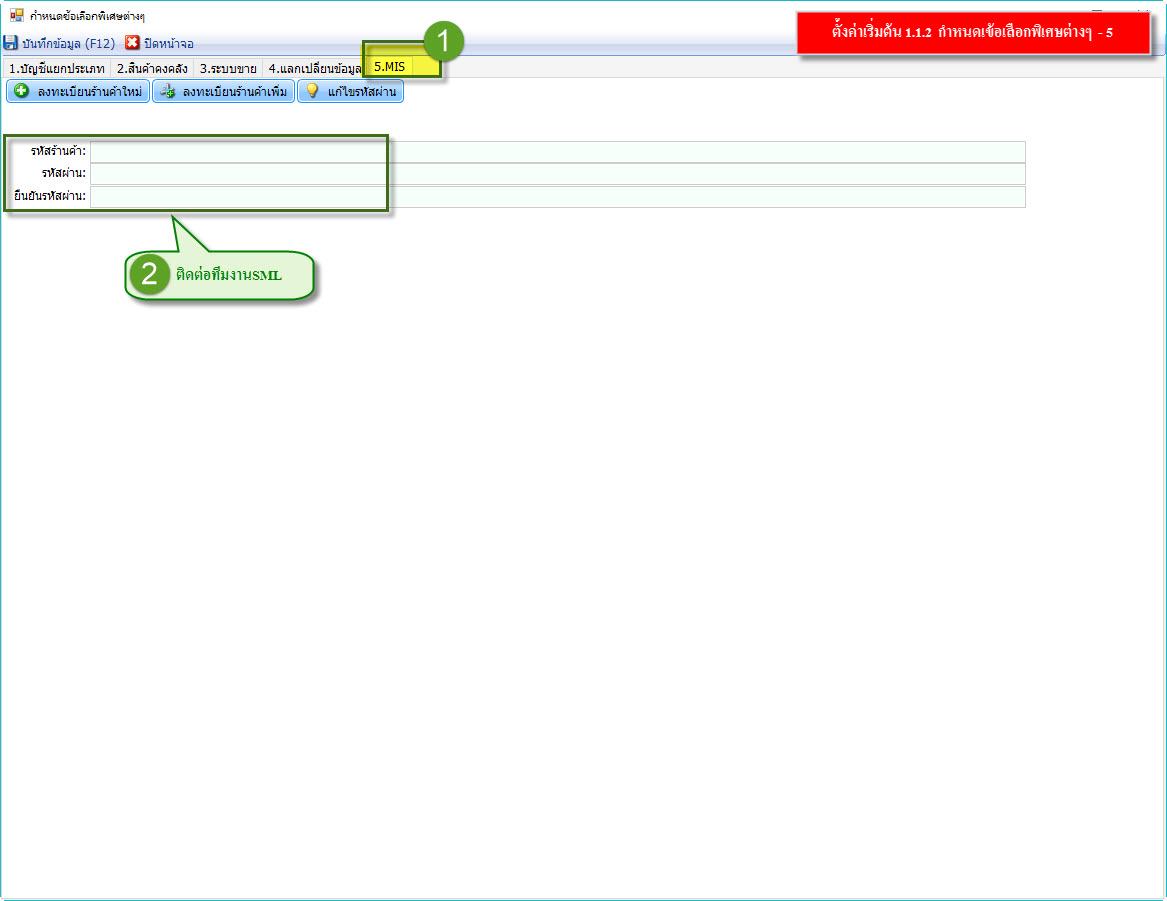 กำหนดข้อเลือกพิเศษต่างๆ
ตั้งค่าเริ่มต้น 1.1.2 กำหนดเข้อเลือกพิเศษต่างๆ - 5
บันทึกข้อมูล (F12) ปิดหน้าจอ
1
1.บัญชีแยกประเภท 2.สินค้าคงคลัง 3.ระบบขาย 4.แลกเปลี่ยนข้อมูล 5.MIS
ลงทะเบียนร้านค้าใหม่ ลงทะเบียนร้านค้าเพิ่ม แก้ไขรหัสผ่าน
รหัสร้านค้า:
รหัสผ่าน:
ยืนยันรหัสผ่าน:
2 ติดต่อทีมงานSML